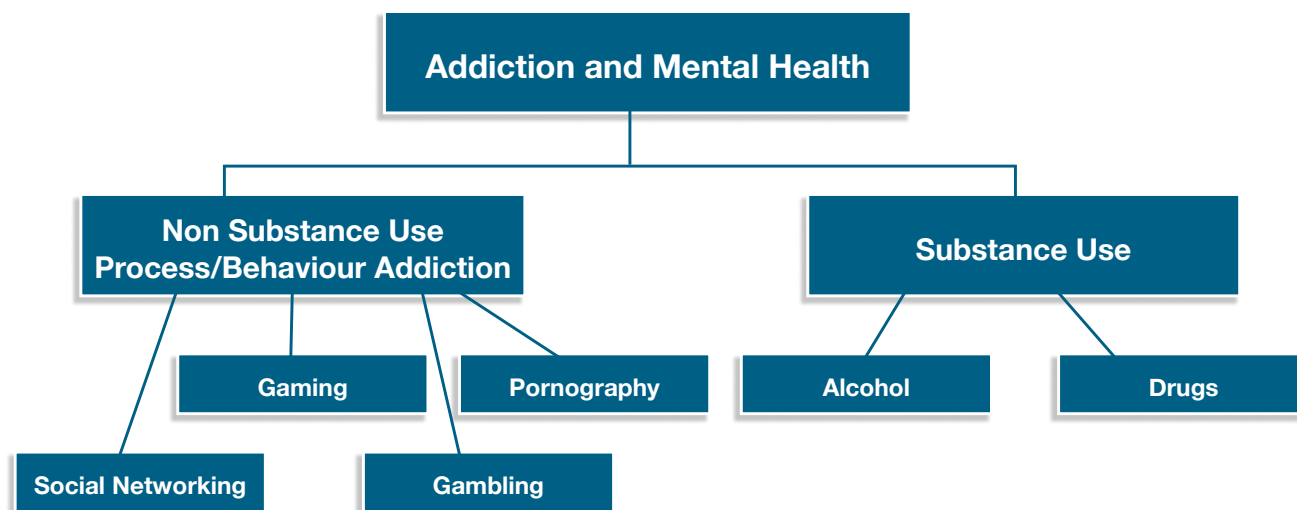 Addiction and Mental Health
Non Substance Use
Process/Behaviour Addiction
Substance Use
Gaming
Pornography
Alcohol
Drugs
Social Networking
Gambling